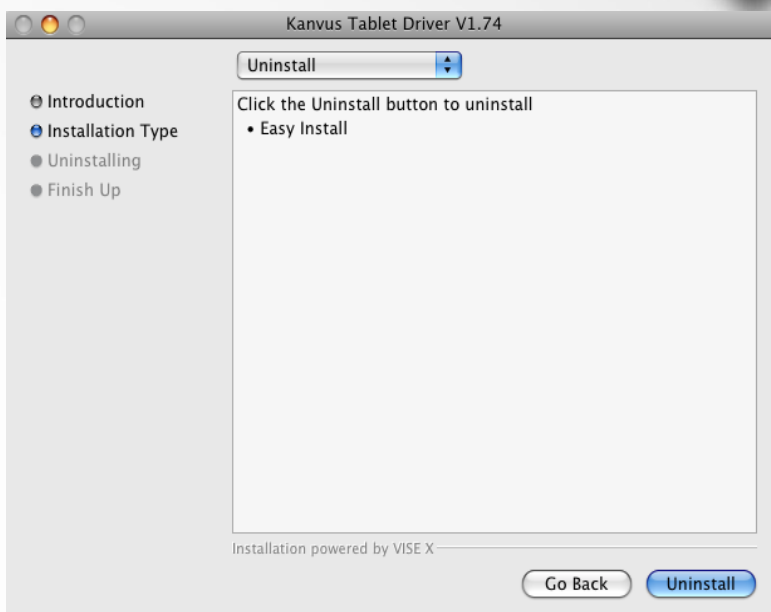 Kanvus Tablet Driver V1.74
Uninstall
Introduction
Installation Type
Uninstalling
Finish Up
Click the Uninstall button to uninstall
• Easy Install
Installation powered by VISE X
Go Back
Uninstall